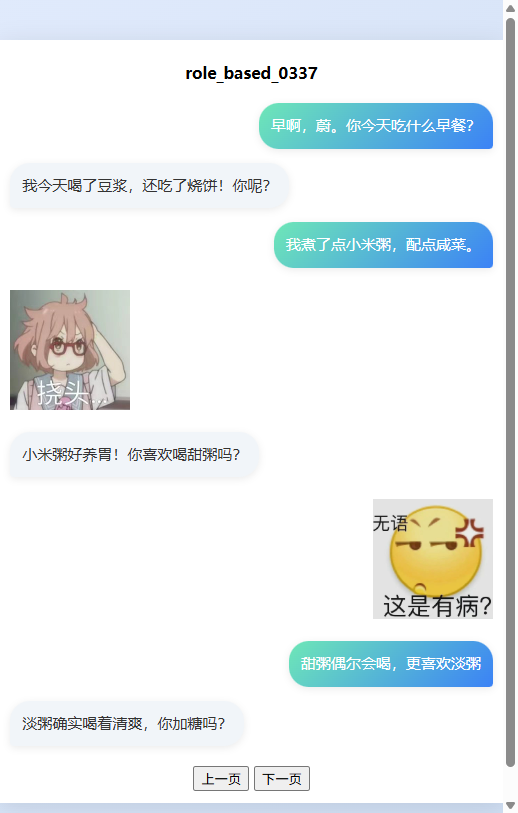 role_based_0337
早啊，蔚。你今天吃什么早餐？
我今天喝了豆浆，还吃了烧饼！你呢？
我煮了点小米粥，配点咸菜。
挠头...
小米粥好养胃！你喜欢喝甜粥吗？
无语
这是有病?
甜粥偶尔会喝，更喜欢淡粥
淡粥确实喝着清爽，你加糖吗？
上一页 下一页